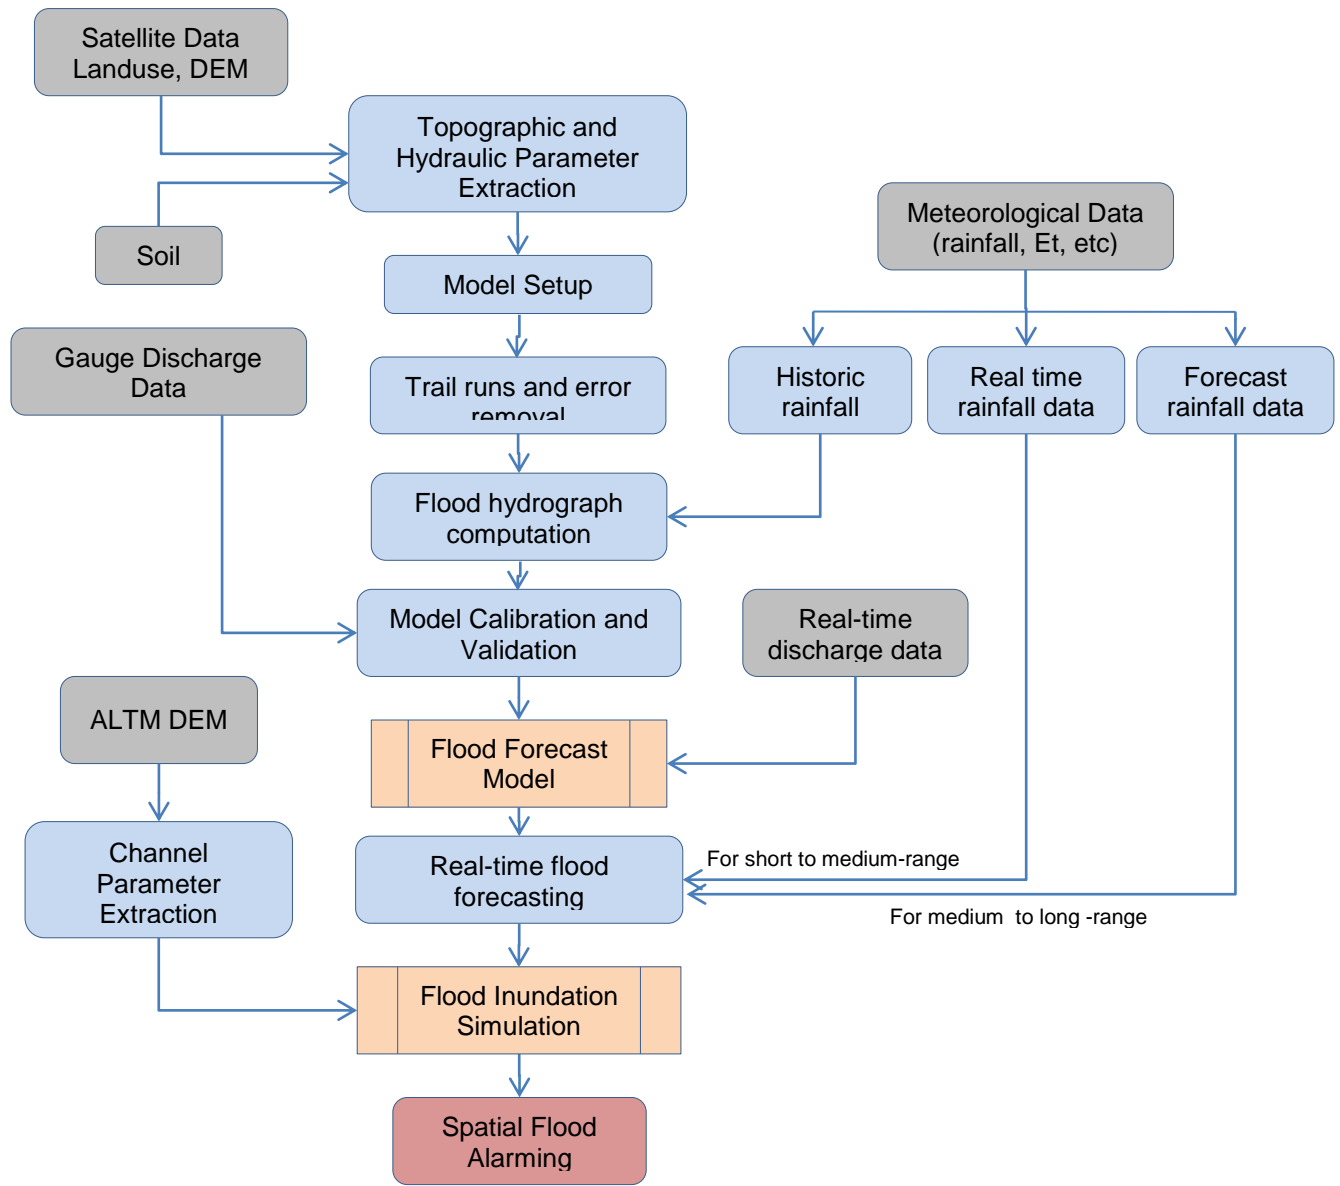 Satellite Data
Landuse, DEM
Topographic and
Hydraulic Parameter
Extraction
Soil
Meteorological Data
(rainfall, Et, etc)
Model Setup
Gauge Discharge
Data
Trail runs and error
removal
Historic
rainfall
Real time
rainfall data
Forecast
rainfall data
Flood hydrograph
computation
Model Calibration and
Validation
Real-time
discharge data
ALTM DEM
Flood Forecast
Model
Channel
Parameter
Extraction
Real-time flood
forecasting
For short to medium-range
For medium to long -range
Flood Inundation
Simulation
Spatial Flood
Alarming